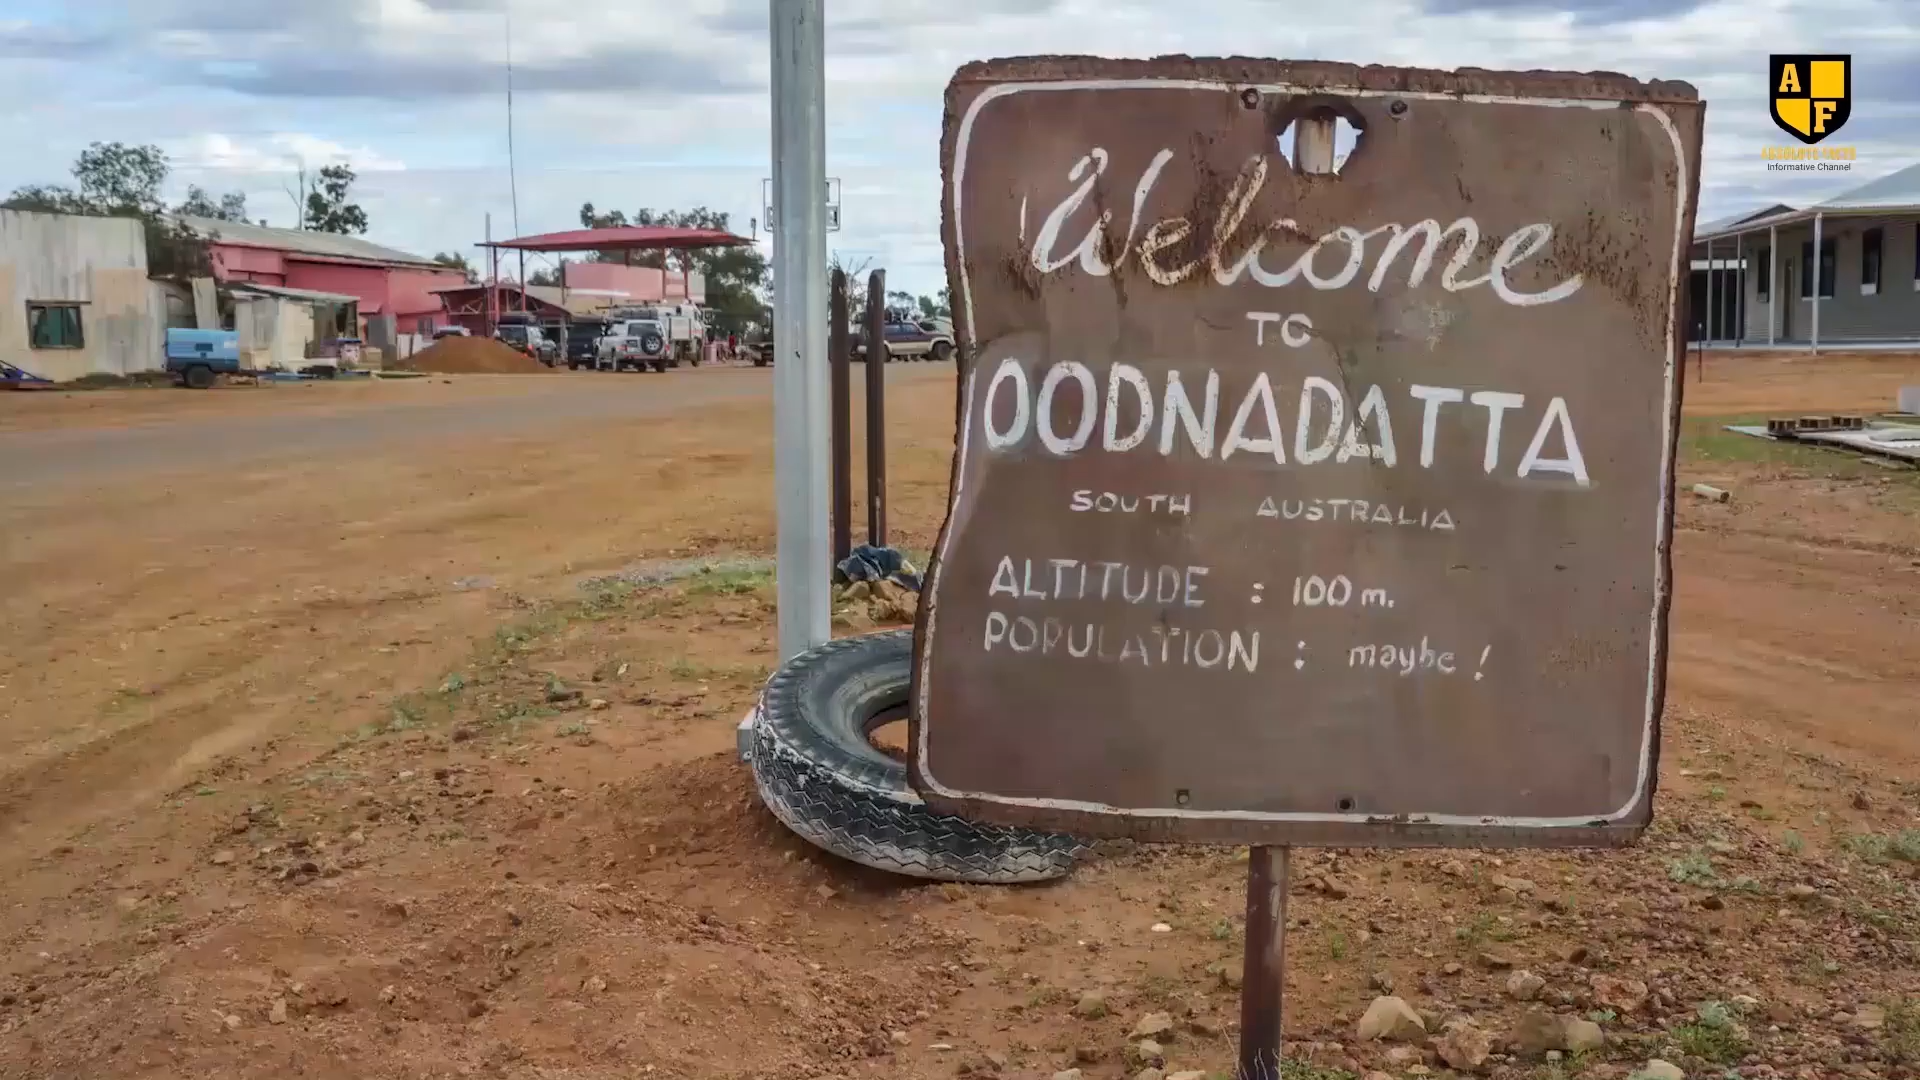 Welcome
TO
OODNADATTA
SOUTH AUSTRALIA
ALTITUDE : 100 m.
POPULATION : maybe !
A
F
Informative Channel